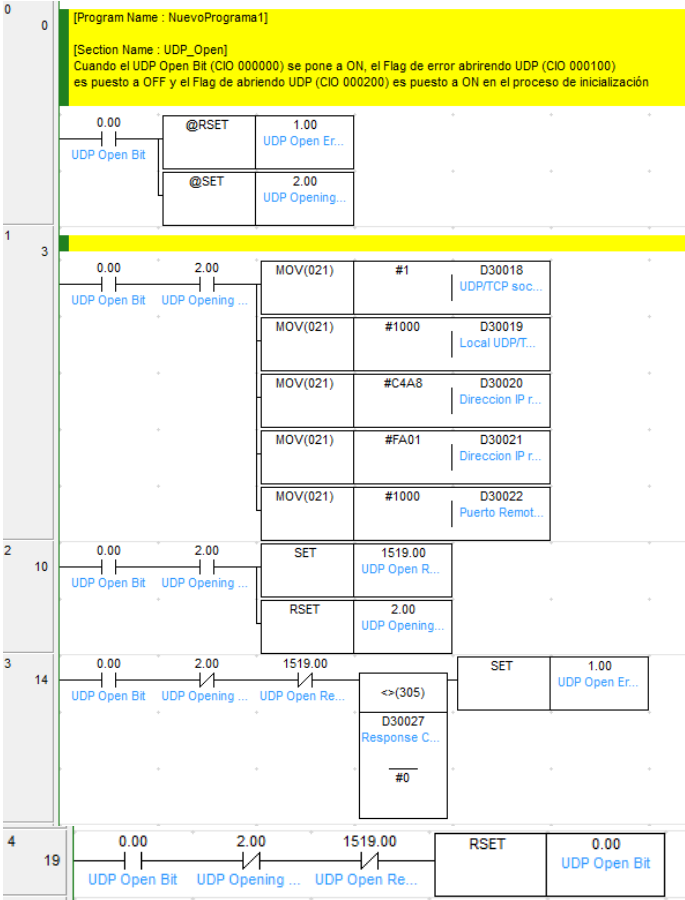 0
0
[Program Name : NuevoPrograma1]
[Section Name : UDP_Open]
Cuando el UDP Open Bit (CIO 000000) se pone a ON, el Flag de error abrirendo UDP (CIO 000100)
es puesto a OFF y el Flag de abriendo UDP (CIO 000200) es puesto a ON en el proceso de inicialización
0.00 @RSET 1.00
UDP Open Bit UDP Open Er...
@SET 2.00
UDP Opening...
1
3
0.00 2.00 MOV(021) #1 D30018
UDP Open Bit UDP Opening ... UDP/TCP soc...
MOV(021) #1000 D30019
Local UDP/T...
MOV(021) #C4A8 D30020
Direccion IP r...
MOV(021) #FA01 D30021
Direccion IP r...
MOV(021) #1000 D30022
Puerto Remot...
2
10
0.00 2.00 SET 1519.00
UDP Open Bit UDP Opening ... UDP Open R...
RSET 2.00
UDP Opening...
3
14
0.00 2.00 1519.00 SET 1.00
UDP Open Bit UDP Opening ... UDP Open Re... <>(305) UDP Open Er...
D30027
Response C...
#0
4
19
0.00 2.00 1519.00 RSET 0.00
UDP Open Bit UDP Opening ... UDP Open Re... UDP Open Bit